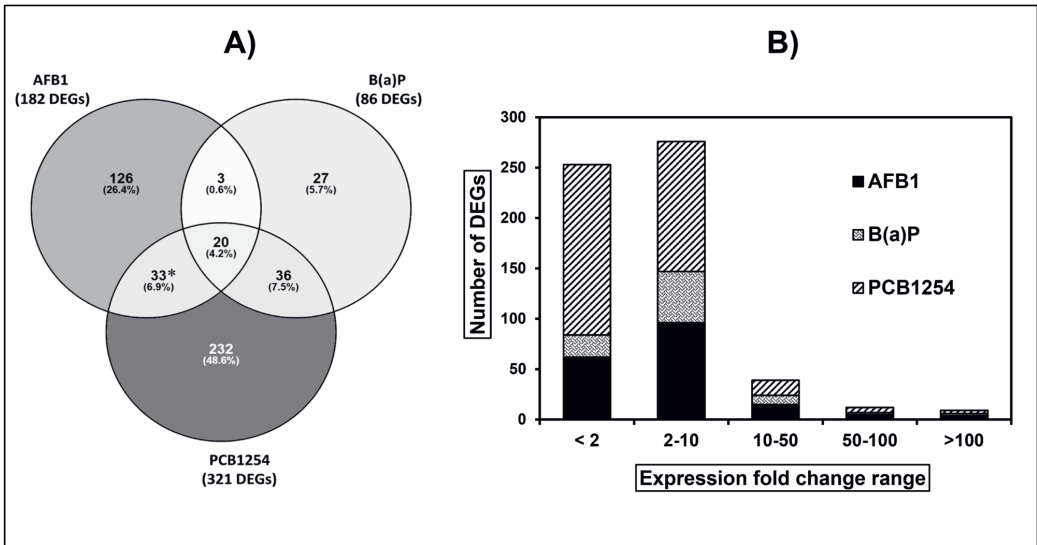 A)
AFB1
(182 DEGs)
B(a)P
(86 DEGs)
126
(26.4%)
3
(0.6%)
27
(5.7%)
20
(4.2%)
33*
(6.9%)
36
(7.5%)
232
(48.6%)
PCB1254
(321 DEGs)
B)
Number of DEGs
300
250
200
150
100
50
0
AFB1
B(a)P
PCB1254
< 2
2-10
10-50
50-100
>100
Expression fold change range